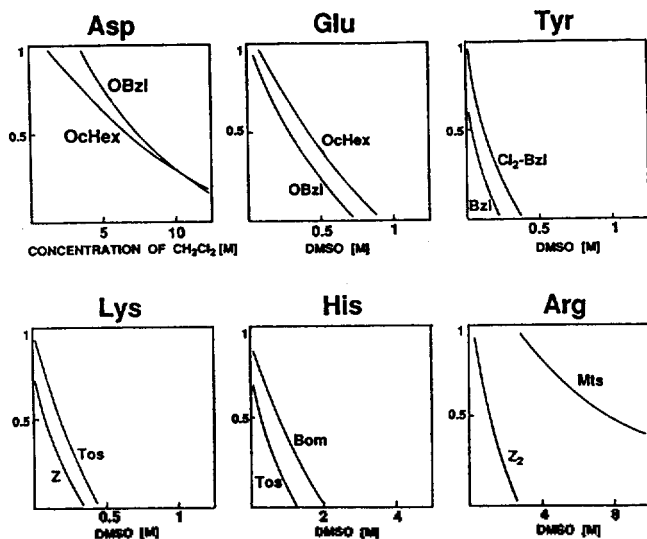 Asp
1
0.5
OBzl
OcHex
5
10
CONCENTRATION OF CH₂Cl₂ [M]
Glu
1
0.5
OcHex
OBzl
0.5
1
DMSO [M]
Tyr
1
0.5
Cl₂-Bzl
Bzl
0.5
1
DMSO [M]
Lys
1
0.5
Tos
Z
0.5
1
DMSO [M]
His
1
0.5
Bom
Tos
2
4
DMSO [M]
Arg
1
0.5
Mts
Z₂
4
8
DMSO [M]